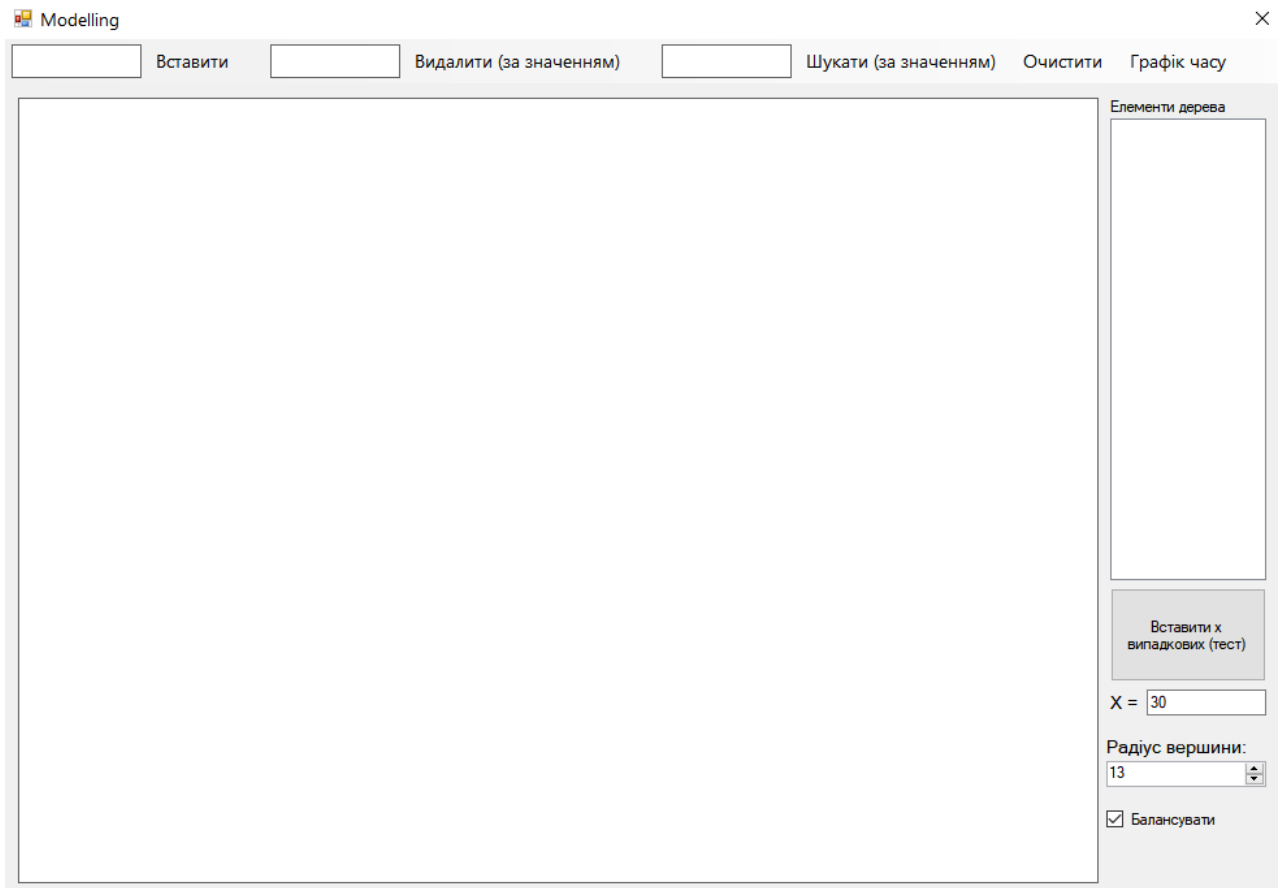 Modelling
Вставити Видалити (за значенням) Шукати (за значенням) Очистити Графік часу
Елементи дерева
Вставити x
випадкових (тест)
X = 30
Радіус вершини:
13
Балансувати